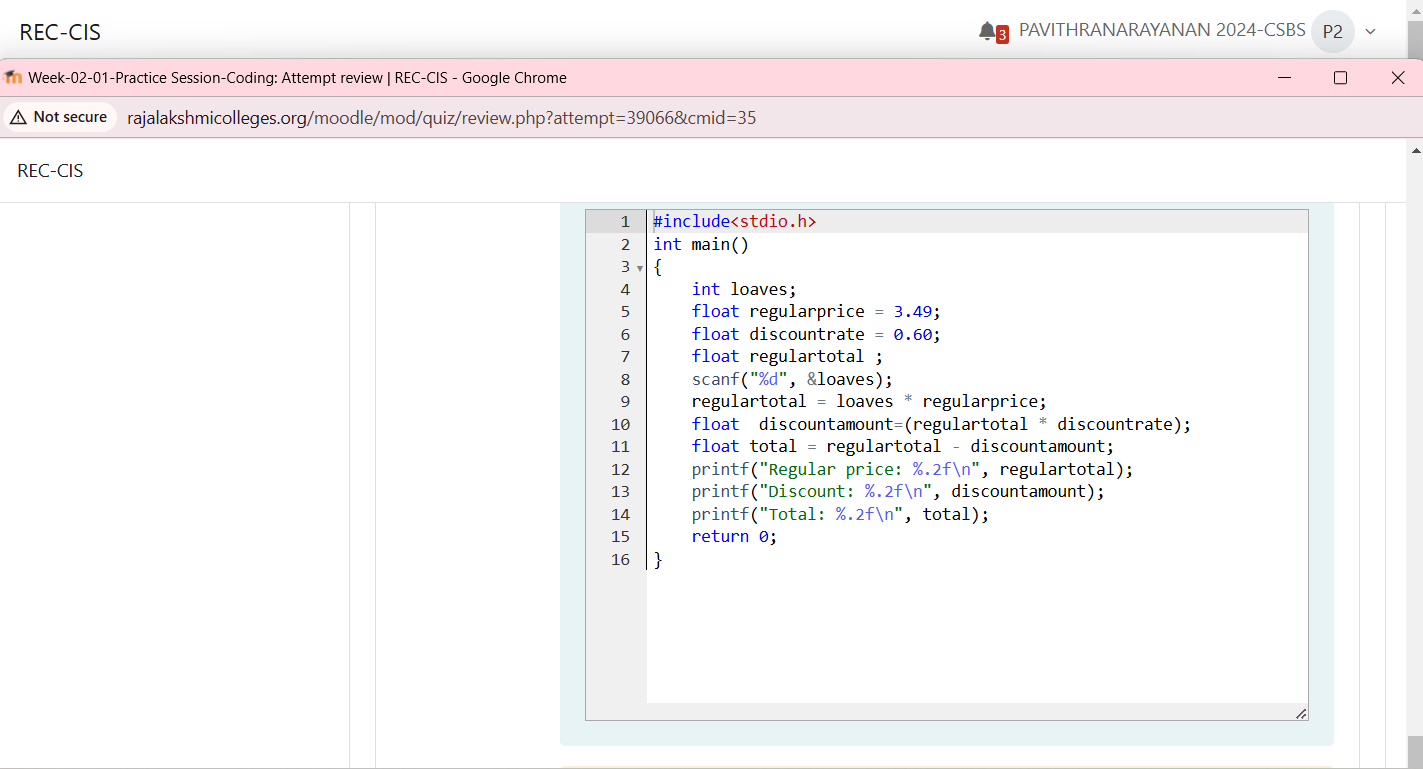 REC-CIS
3 PAVITHRANARAYANAN 2024-CSBS P2
Week-02-01-Practice Session-Coding: Attempt review | REC-CIS - Google Chrome
Not secure rajalakshmicolleges.org/moodle/mod/quiz/review.php?attempt=39066&cmid=35
REC-CIS
1 #include<stdio.h>
2 int main()
3 {
4     int loaves;
5     float regularprice = 3.49;
6     float discountrate = 0.60;
7     float regulartotal ;
8     scanf("%d", &loaves);
9     regulartotal = loaves * regularprice;
10     float  discountamount=(regulartotal * discountrate);
11     float total = regulartotal - discountamount;
12     printf("Regular price: %.2f\n", regulartotal);
13     printf("Discount: %.2f\n", discountamount);
14     printf("Total: %.2f\n", total);
15     return 0;
16 }